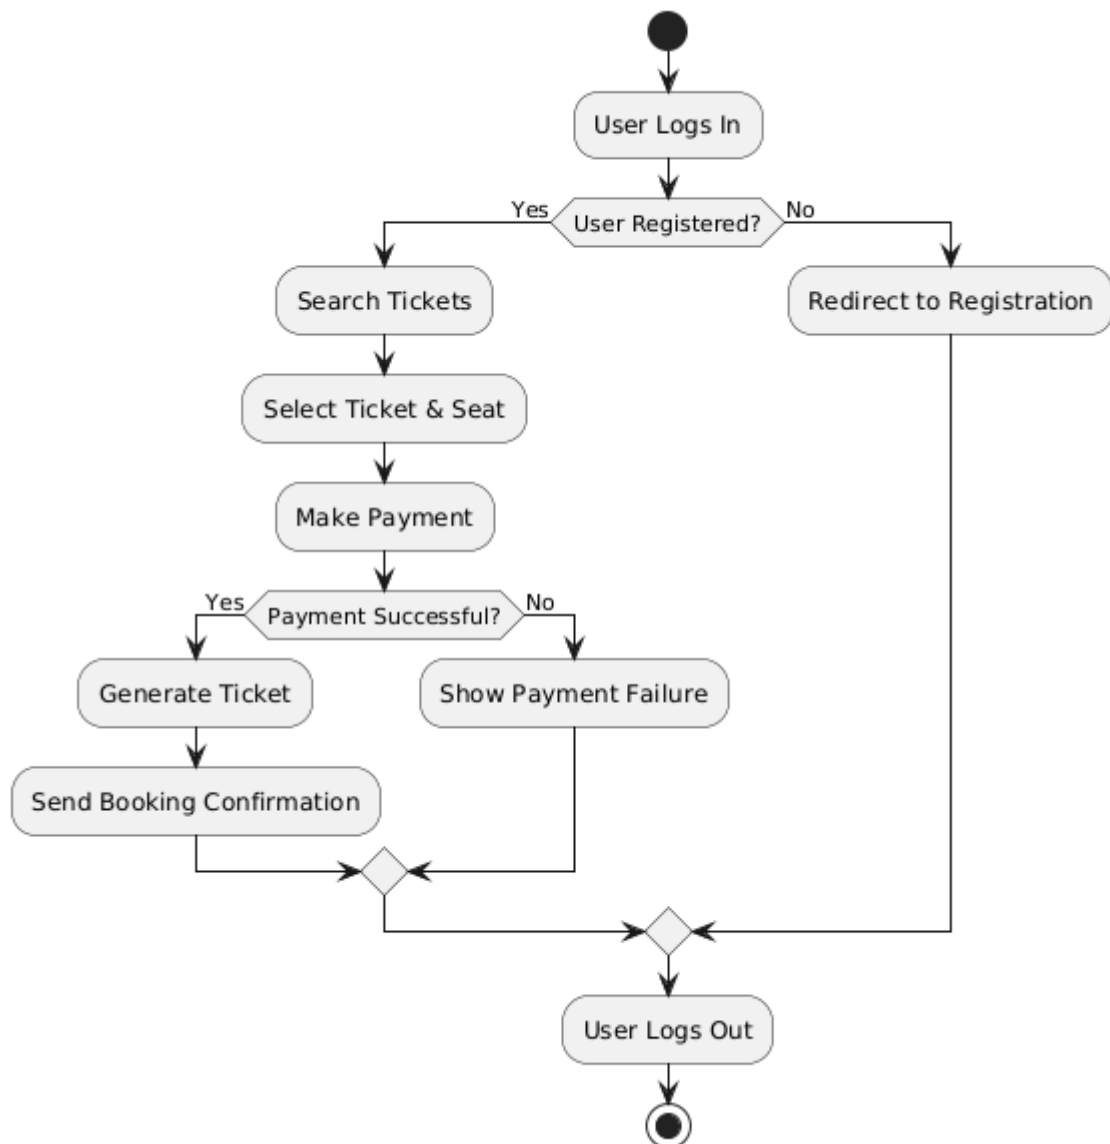 User Logs In
Yes
User Registered?
No
Search Tickets
Redirect to Registration
Select Ticket & Seat
Make Payment
Yes
Payment Successful?
No
Generate Ticket
Show Payment Failure
Send Booking Confirmation
User Logs Out